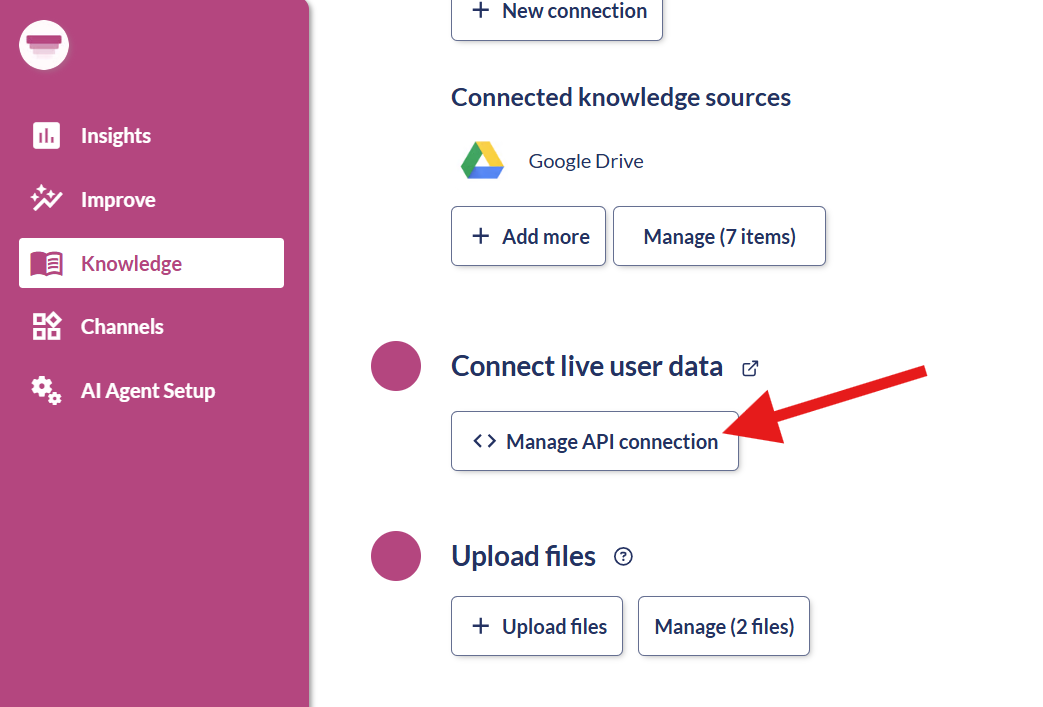 + New connection
Insights
Improve
Knowledge
Channels
AI Agent Setup
Connected knowledge sources
Google Drive
+ Add more
Manage (7 items)
Connect live user data
<> Manage API connection
Upload files ?
+ Upload files
Manage (2 files)